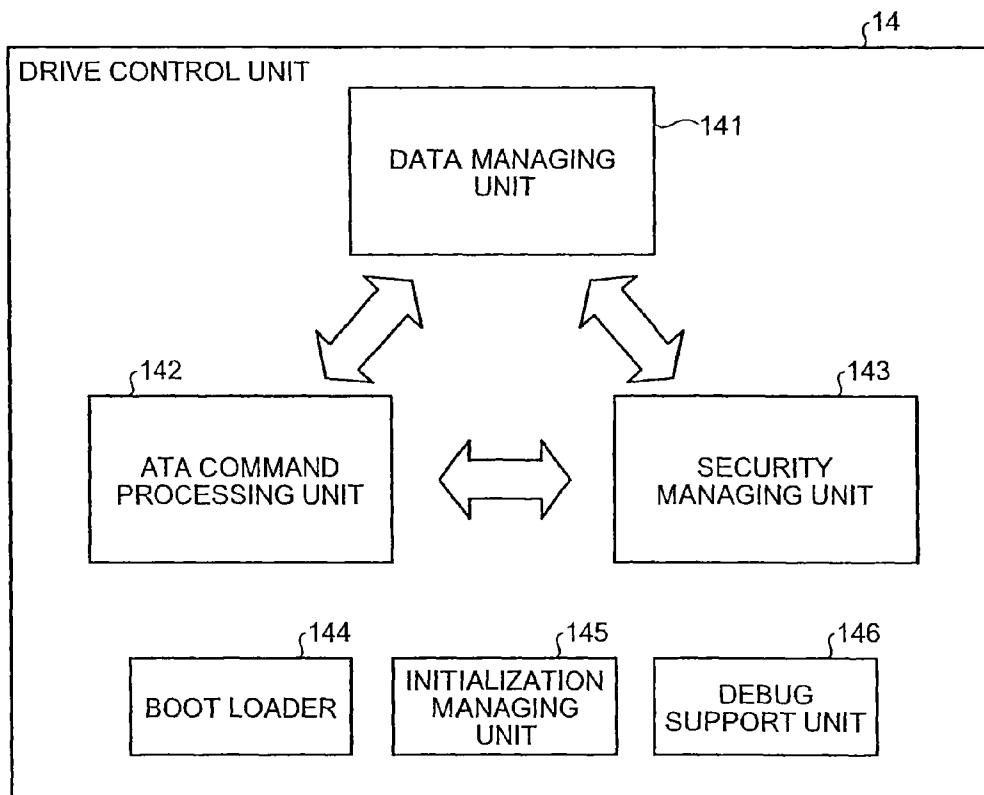 14
DRIVE CONTROL UNIT
141
DATA MANAGING
UNIT
142
143
ATA COMMAND
PROCESSING UNIT
SECURITY
MANAGING UNIT
144
145
146
BOOT LOADER
INITIALIZATION
MANAGING
UNIT
DEBUG
SUPPORT UNIT